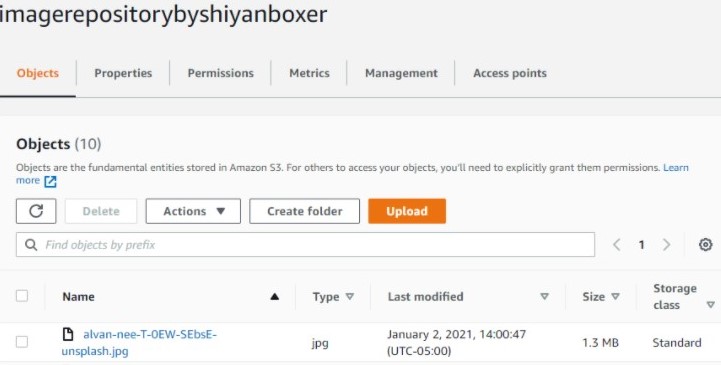 imagerepositorybyshiyanboxer
Objects Properties Permissions Metrics Management Access points
Objects (10)
Objects are the fundamental entities stored in Amazon S3. For others to access your objects, you'll need to explicitly grant them permissions. Learn
more
Delete Actions Create folder Upload
Find objects by prefix 1
Name Type Last modified Size Storage
class
alvan-nee-T-0EW-SEbsE- January 2, 2021, 14:00:47
unsplash.jpg jpg (UTC-05:00) 1.3 MB Standard